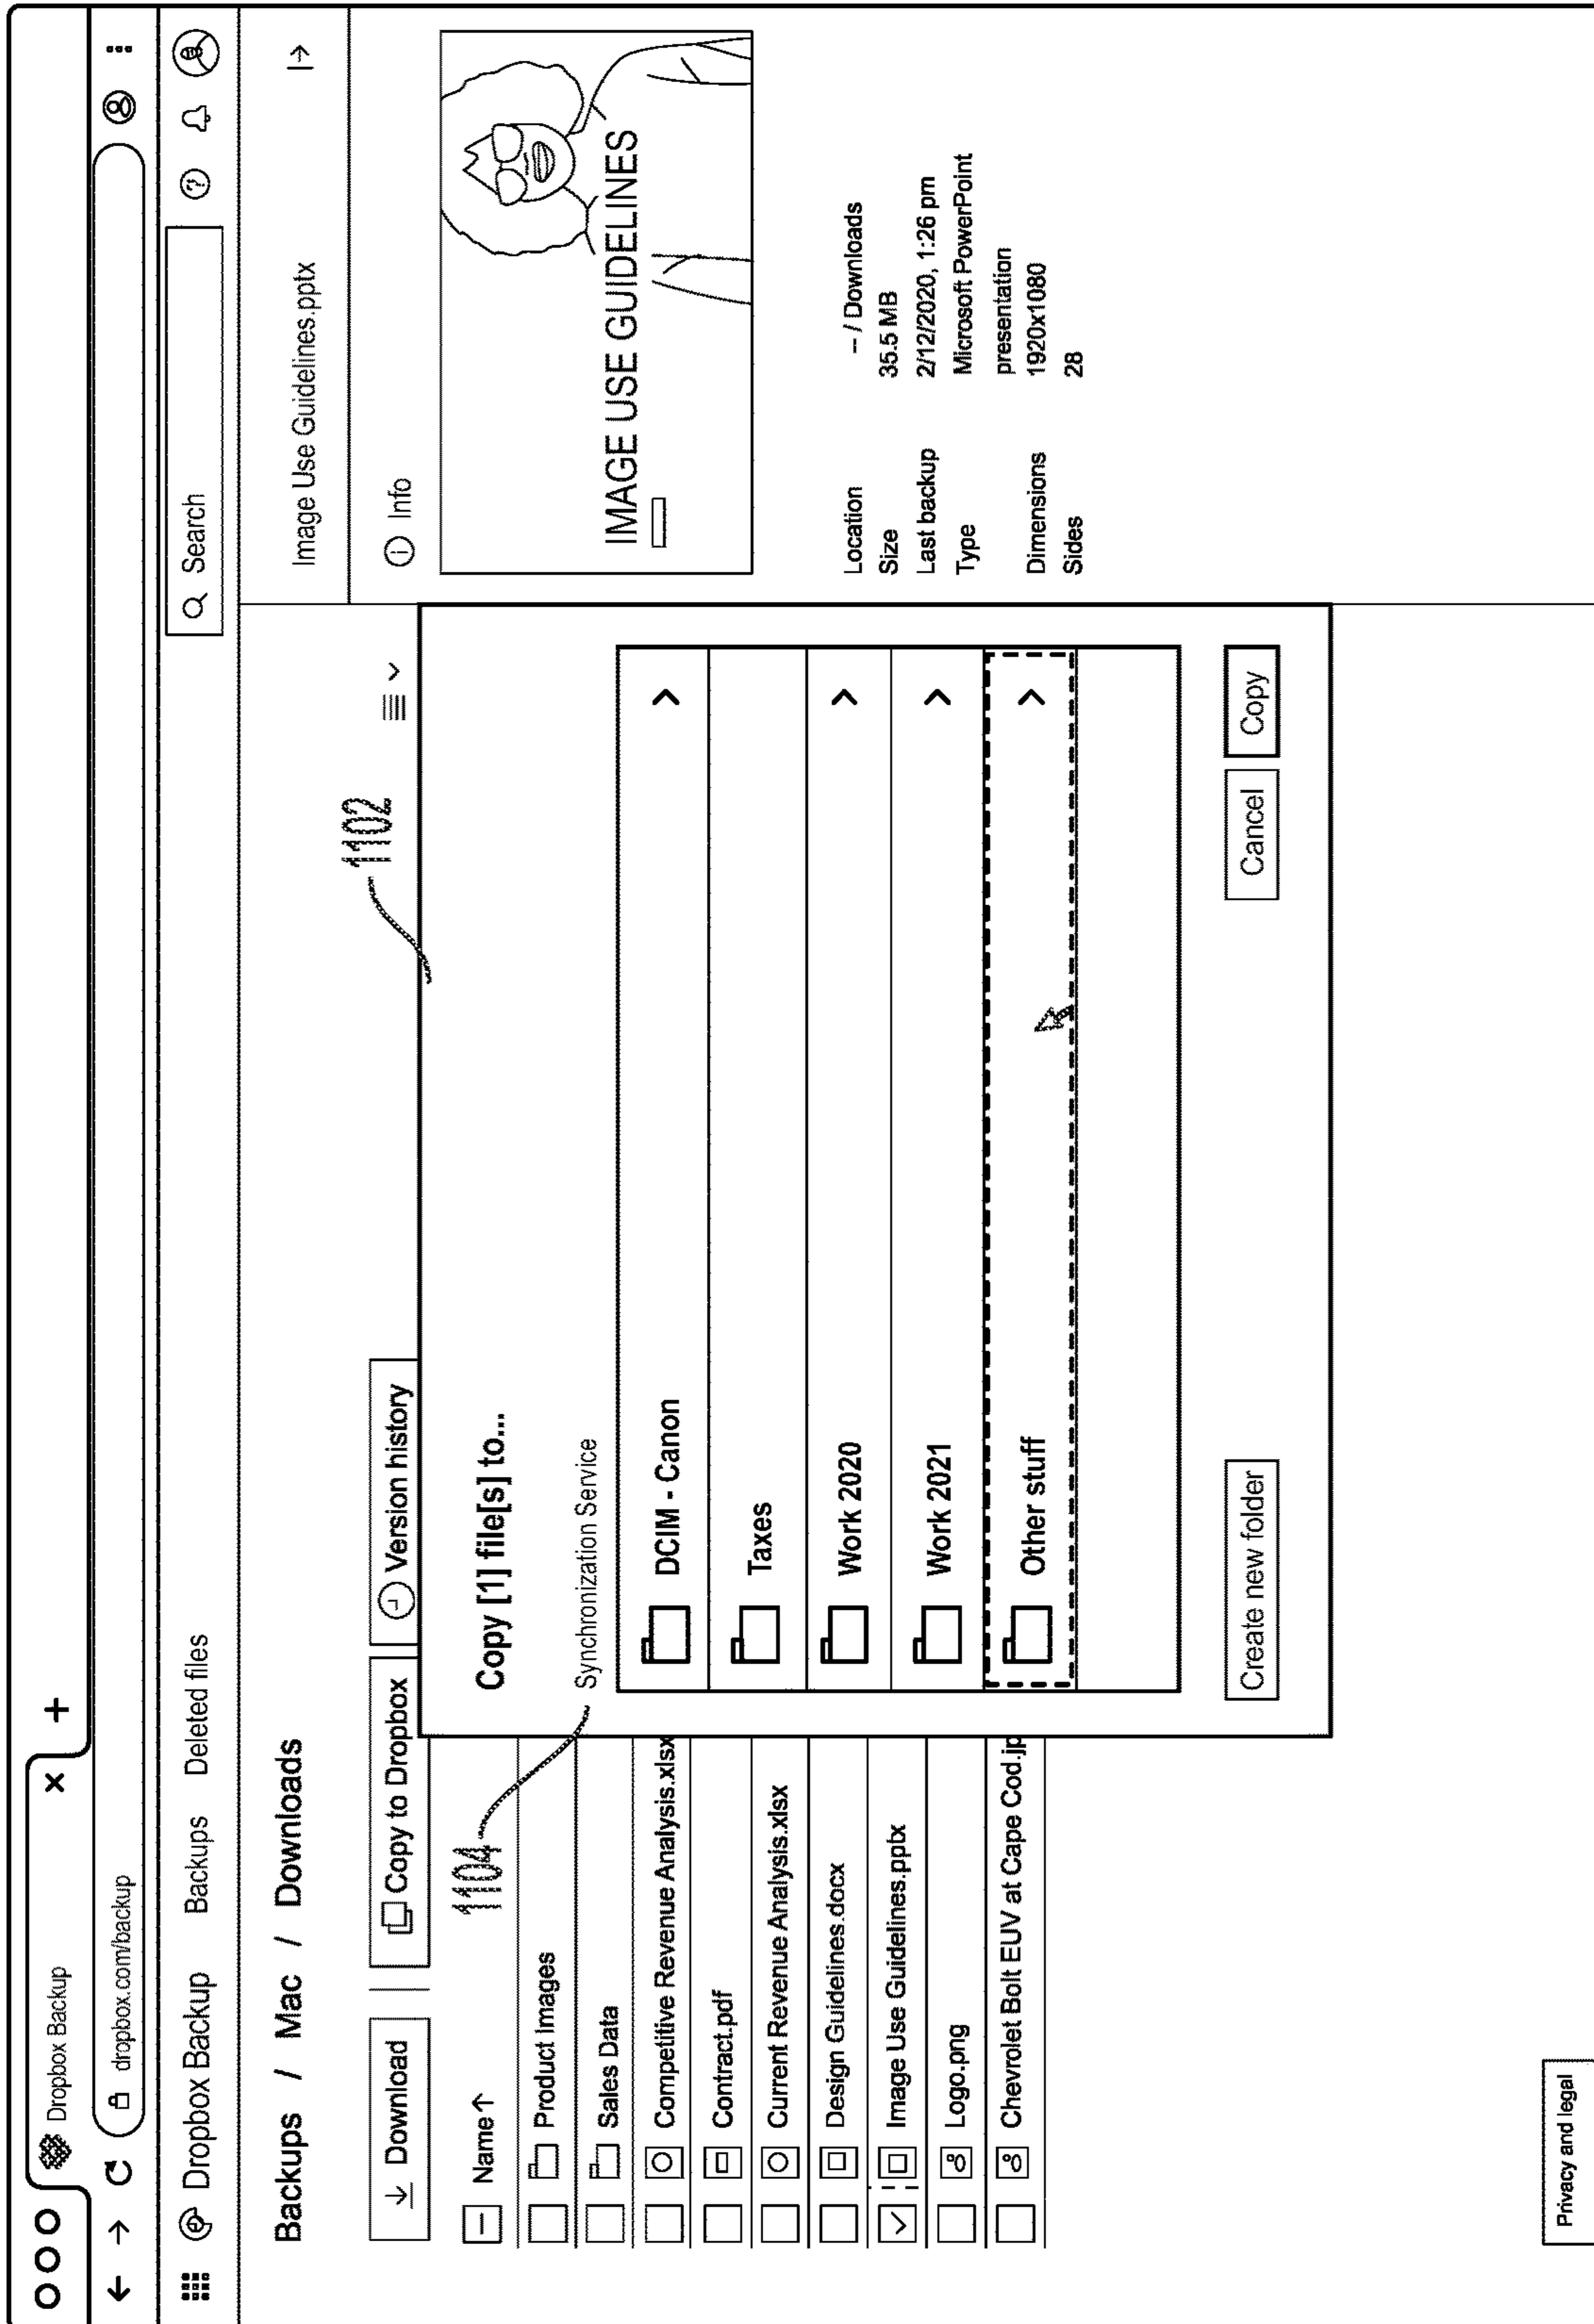 Dropbox Backup
dropbox.com/backup
Dropbox Backup Backups Deleted files Search
Backups / Mac / Downloads
Download Copy to Dropbox Version history
1102
1104
Name↑
Product Images
Sales Data
Competitive Revenue Analysis.xlsx
Contract.pdf
Current Revenue Analysis.xlsx
Design Guidelines.docx
Image Use Guidelines.pptx
Logo.png
Chevrolet Bolt EUV at Cape Cod.jp
Copy [1] file[s] to...
Synchronization Service
DCIM - Canon
Taxes
Work 2020
Work 2021
Other stuff
Create new folder Cancel Copy
Image Use Guidelines.pptx
Info
IMAGE USE GUIDELINES
Location -- / Downloads
Size 35.5 MB
Last backup 2/12/2020, 1:26 pm
Type Microsoft PowerPoint
presentation
Dimensions 1920x1080
Sides 28
Privacy and legal